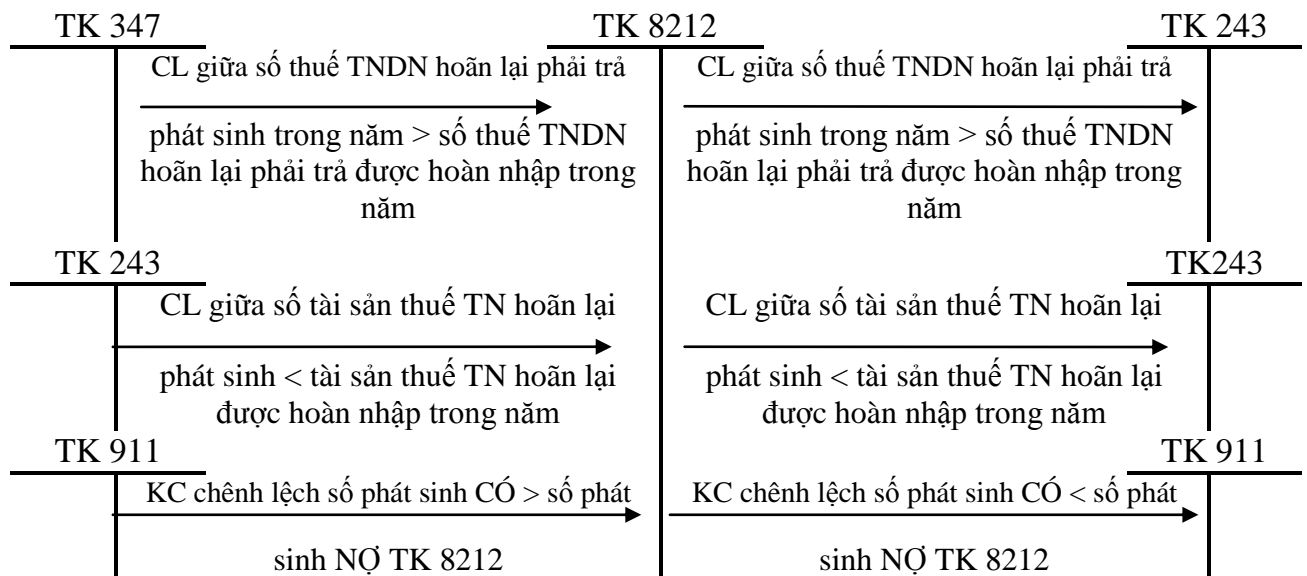 TK 347 TK 8212 TK 243
CL giữa số thuế TNDN hoãn lại phải trả
phát sinh trong năm > số thuế TNDN
hoãn lại phải trả được hoàn nhập trong
năm
CL giữa số thuế TNDN hoãn lại phải trả
phát sinh trong năm > số thuế TNDN
hoãn lại phải trả được hoàn nhập trong
năm
TK 243 TK243
CL giữa số tài sản thuế TN hoãn lại
phát sinh < tài sản thuế TN hoãn lại
được hoàn nhập trong năm
CL giữa số tài sản thuế TN hoãn lại
phát sinh < tài sản thuế TN hoãn lại
được hoàn nhập trong năm
TK 911 TK 911
KC chênh lệch số phát sinh CÓ > số phát
sinh NỢ TK 8212
KC chênh lệch số phát sinh CÓ < số phát
sinh NỢ TK 8212